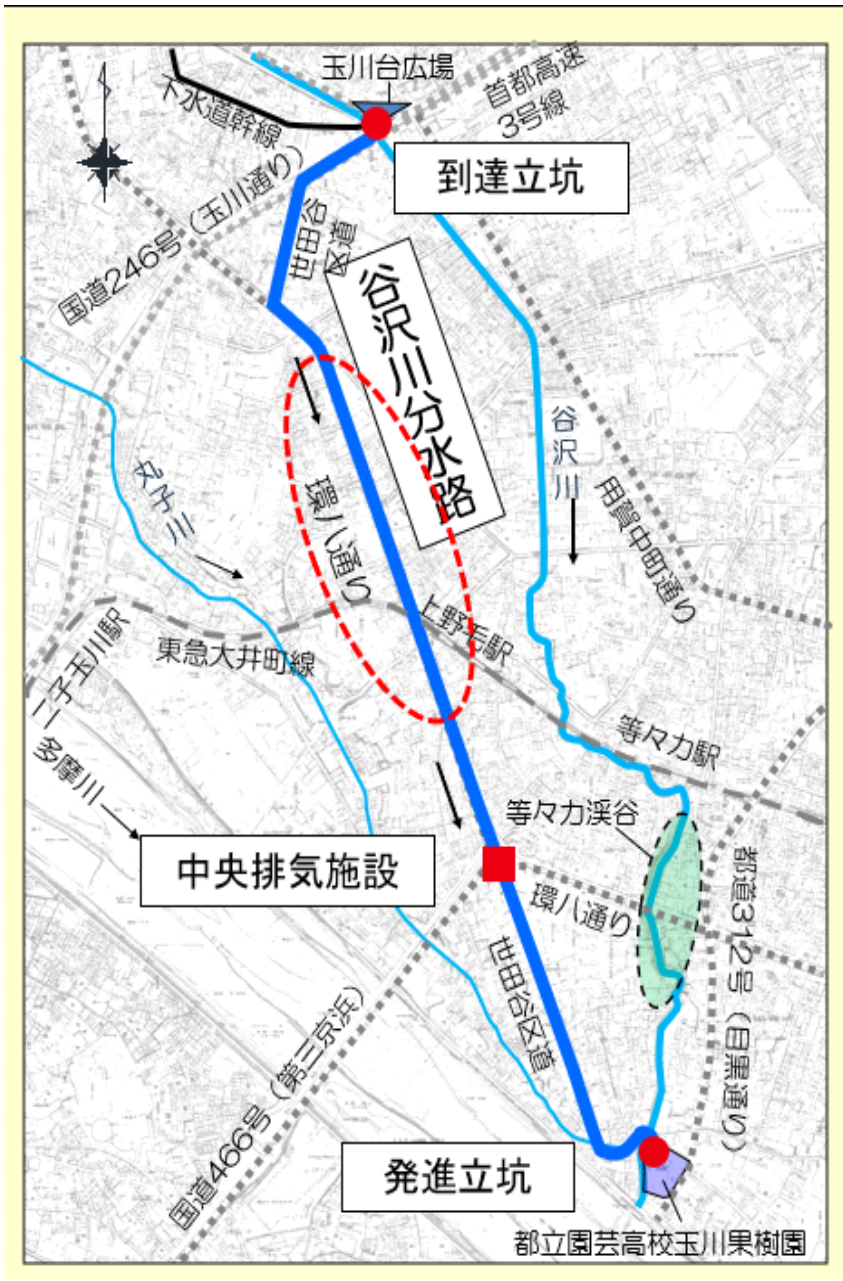 玉川台広場
首都高速
3号線
下水道幹線
到達立坑
国道246号(玉川通り)
世田谷
区道
谷沢川分水路
谷沢川
丸子川
環八通り
用賀中町通り
上野毛駅
東急大井町線
二子玉川駅
多摩川
等々力駅
等々力渓谷
中央排気施設
環八通り
都道312号(目黒通り)
世田谷区道
国道466号(第三京浜)
発進立坑
都立園芸高校玉川果樹園